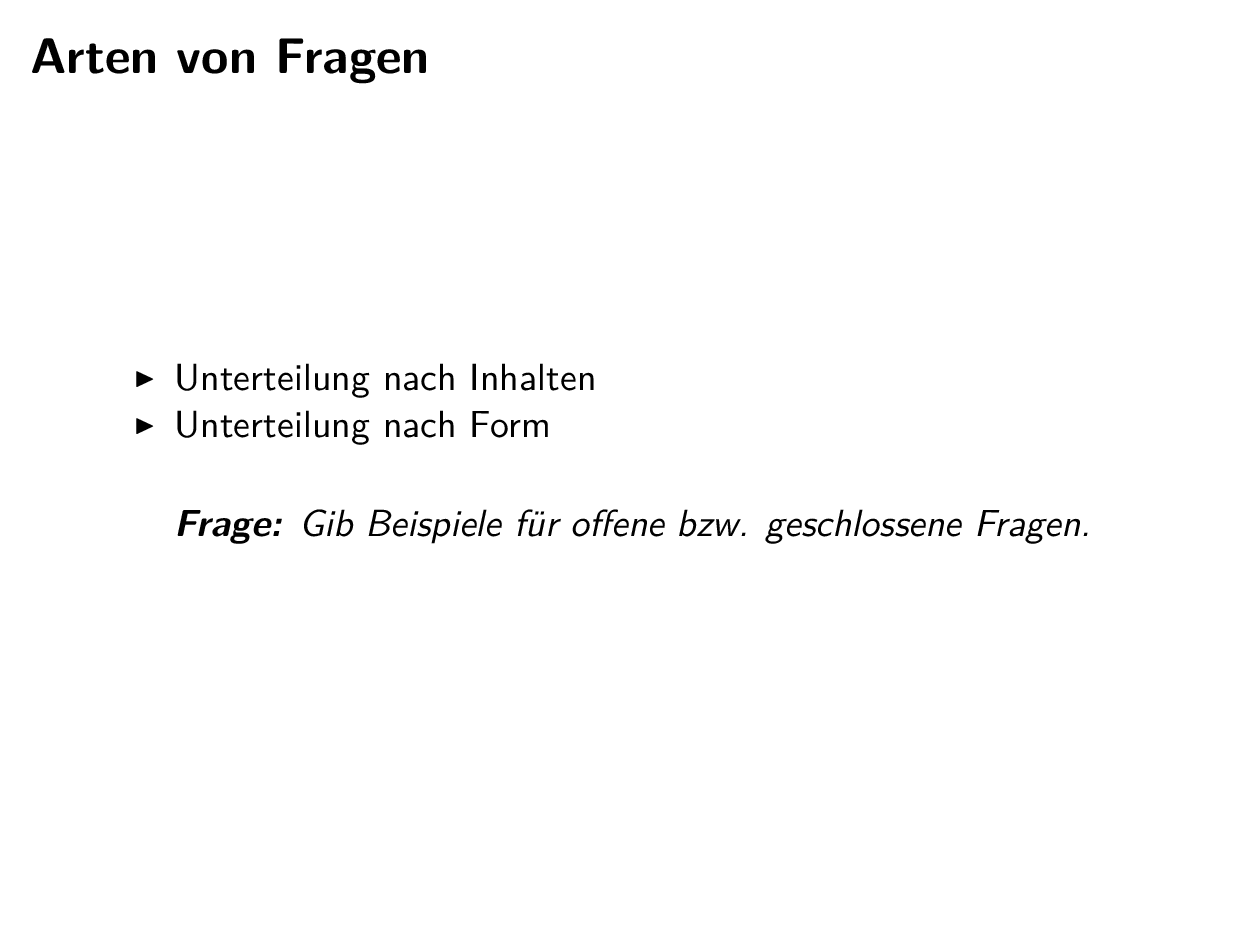 Arten von Fragen
▶ Unterteilung nach Inhalten
▶ Unterteilung nach Form
Frage: Gib Beispiele für offene bzw. geschlossene Fragen.